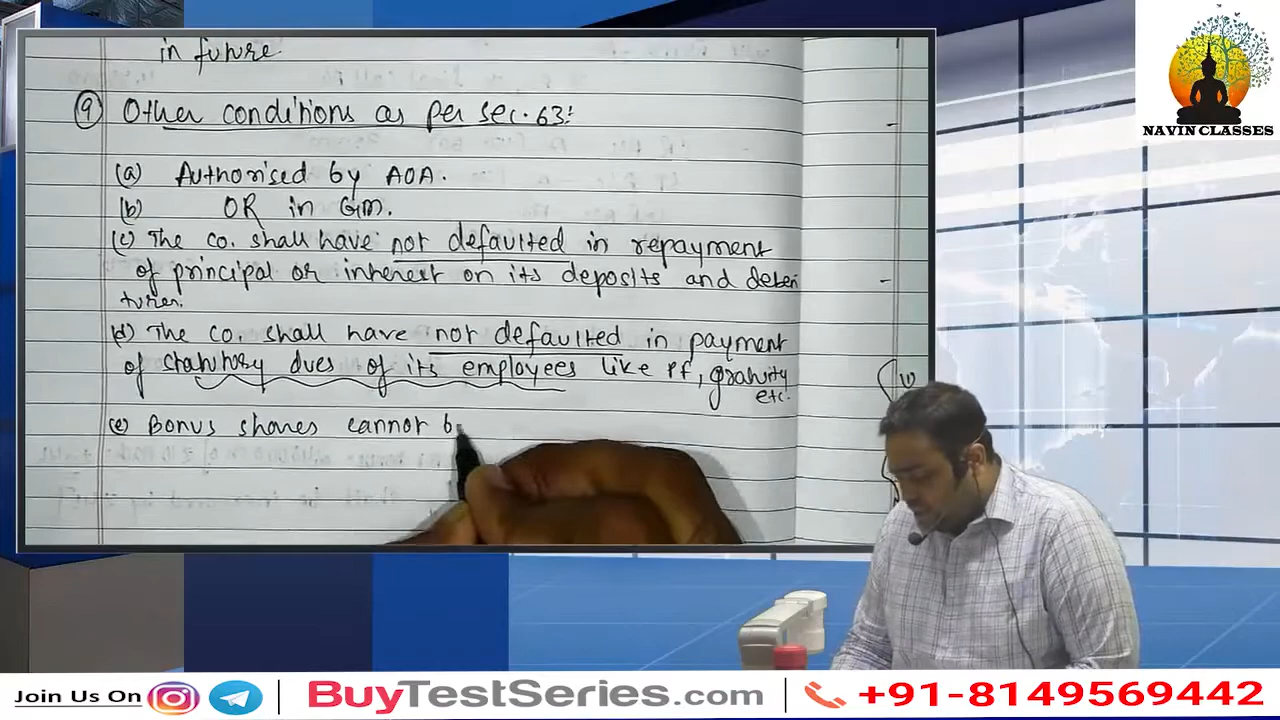 in future
(9) Other conditions as per sec. 63:
(a) Authorised by AOA.
(b) OR in GM.
(c) The co. shall have not defaulted in repayment
of principal or interest on its deposits and deben
tures.
(d) The co. shall have not defaulted in payment
of statutory dues of its employees like PF, gratuity
etc.
(e) Bonus shares cannot b
(1)
NAVIN CLASSES
Join Us On
BuyTestSeries.com
+91-8149569442